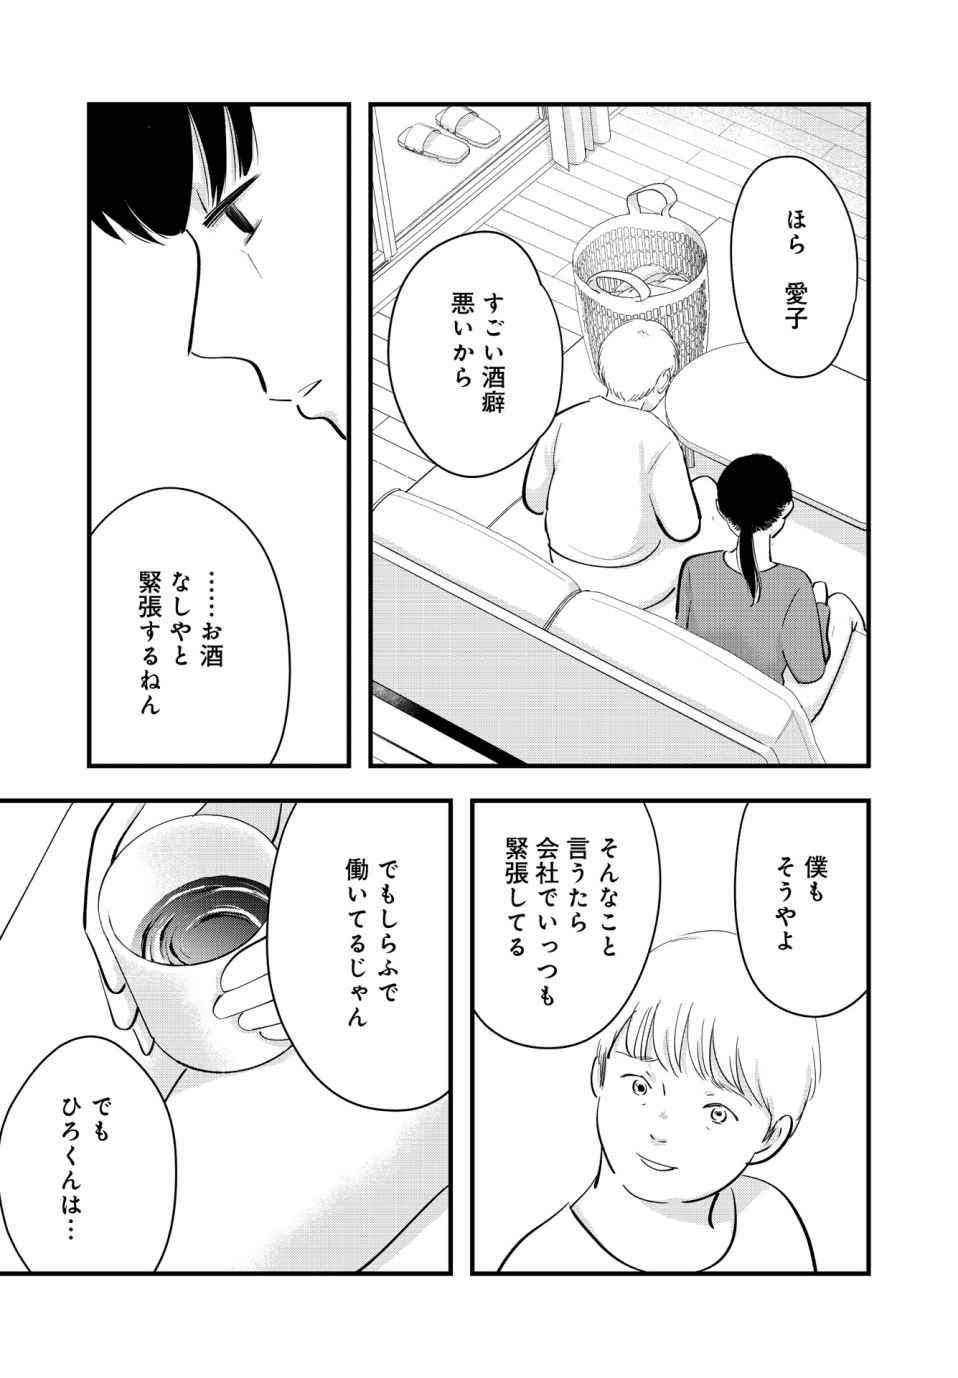 ほら　愛子
すごい酒癖
悪いから
……お酒
なしやと
緊張するねん
僕も
そうやよ
そんなこと
言うたら
会社でいっつも
緊張してる
でもしらふで
働いてるじゃん
でも
ひろくんは…